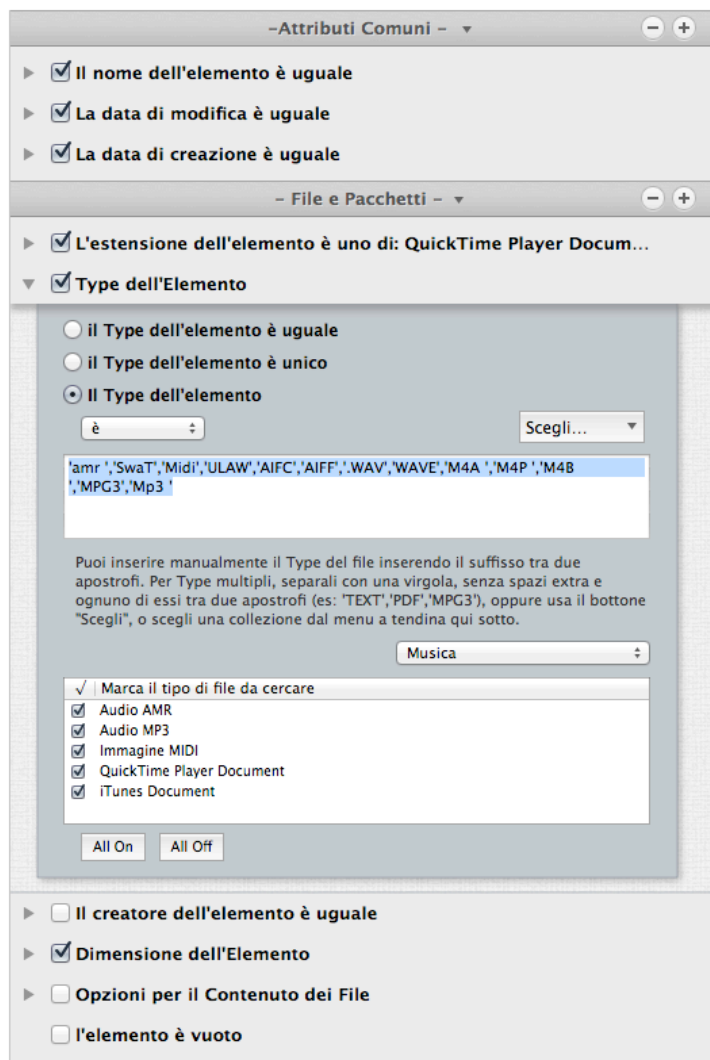 –Attributi Comuni –
Il nome dell'elemento è uguale
La data di modifica è uguale
La data di creazione è uguale
– File e Pacchetti –
L'estensione dell'elemento è uno di: QuickTime Player Docum...
Type dell'Elemento
il Type dell'elemento è uguale
il Type dell'elemento è unico
Il Type dell'elemento
è
Scegli...
'amr ','SwaT','Midi','ULAW','AIFC','AIFF','.WAV','WAVE','M4A ','M4P ','M4B
','MPG3','Mp3 '
Puoi inserire manualmente il Type del file inserendo il suffisso tra due
apostrofi. Per Type multipli, separali con una virgola, senza spazi extra e
ognuno di essi tra due apostrofi (es: 'TEXT','PDF','MPG3'), oppure usa il bottone
"Scegli", o scegli una collezione dal menu a tendina qui sotto.
Musica
√ Marca il tipo di file da cercare
Audio AMR
Audio MP3
Immagine MIDI
QuickTime Player Document
iTunes Document
All On All Off
Il creatore dell'elemento è uguale
Dimensione dell'Elemento
Opzioni per il Contenuto dei File
l'elemento è vuoto